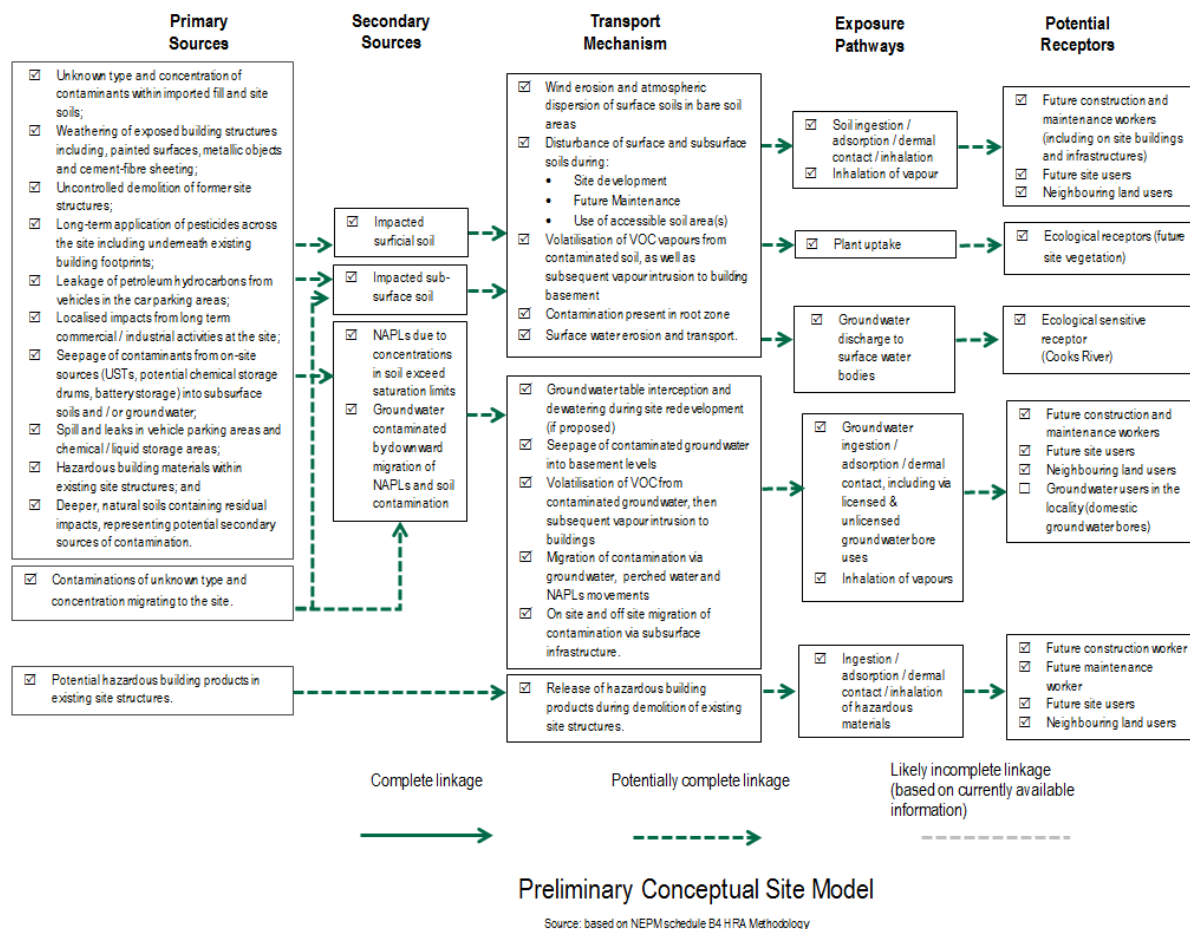 Primary
Sources
Secondary
Sources
Transport
Mechanism
Exposure
Pathways
Potential
Receptors
☑ Unknown type and concentration of
contaminants within imported fill and site
soils;
☑ Weathering of exposed building structures
including, painted surfaces, metallic objects
and cement-fibre sheeting;
☑ Uncontrolled demolition of former site
structures;
☑ Long-term application of pesticides across
the site including underneath existing
building footprints;
☑ Leakage of petroleum hydrocarbons from
vehicles in the car parking areas;
☑ Localised impacts from long term
commercial / industrial activities at the site;
☑ Seepage of contaminants from on-site
sources (USTs, potential chemical storage
drums, battery storage) into subsurface
soils and / or groundwater;
☑ Spill and leaks in vehicle parking areas and
chemical / liquid storage areas;
☑ Hazardous building materials within
existing site structures; and
☑ Deeper, natural soils containing residual
impacts, representing potential secondary
sources of contamination.
☑ Contaminations of unknown type and
concentration migrating to the site.
☑ Potential hazardous building products in
existing site structures.
☑ Impacted
surficial soil
☑ Impacted sub-
surface soil
☑ NAPLs due to
concentrations
in soil exceed
saturation limits
☑ Groundwater
contaminated
by downward
migration of
NAPLs and soil
contamination
☑ Wind erosion and atmospheric
dispersion of surface soils in bare soil
areas
☑ Disturbance of surface and subsurface
soils during:
• Site development
• Future Maintenance
• Use of accessible soil area(s)
☑ Volatilisation of VOC vapours from
contaminated soil, as well as
subsequent vapour intrusion to building
basement
☑ Contamination present in root zone
☑ Surface water erosion and transport.
☑ Groundwater table interception and
dewatering during site redevelopment
(if proposed)
☑ Seepage of contaminated groundwater
into basement levels
☑ Volatilisation of VOC from
contaminated groundwater, then
subsequent vapour intrusion to
buildings
☑ Migration of contamination via
groundwater, perched water and
NAPLs movements
☑ On site and off site migration of
contamination via subsurface
infrastructure.
☑ Release of hazardous building
products during demolition of existing
site structures.
☑ Soil ingestion /
adsorption / dermal
contact / inhalation
☑ Inhalation of vapour
☑ Plant uptake
☑ Groundwater
discharge to
surface water
bodies
☑ Groundwater
ingestion /
adsorption / dermal
contact, including via
licensed &
unlicensed
groundwater bore
uses
☑ Inhalation of vapours
☑ Ingestion /
adsorption / dermal
contact / inhalation
of hazardous
materials
☑ Future construction and
maintenance workers
(including on site buildings
and infrastructures)
☑ Future site users
☑ Neighbouring land users
☑ Ecological receptors (future
site vegetation)
☑ Ecological sensitive
receptor
(Cooks River)
☑ Future construction and
maintenance workers
☑ Future site users
☑ Neighbouring land users
☐ Groundwater users in the
locality (domestic
groundwater bores)
☑ Future construction worker
☑ Future maintenance
worker
☑ Future site users
☑ Neighbouring land users
Complete linkage
Potentially complete linkage
Likely incomplete linkage
(based on currently available
information)
Preliminary Conceptual Site Model
Source: based on NEPM schedule B4 HRA Methodology